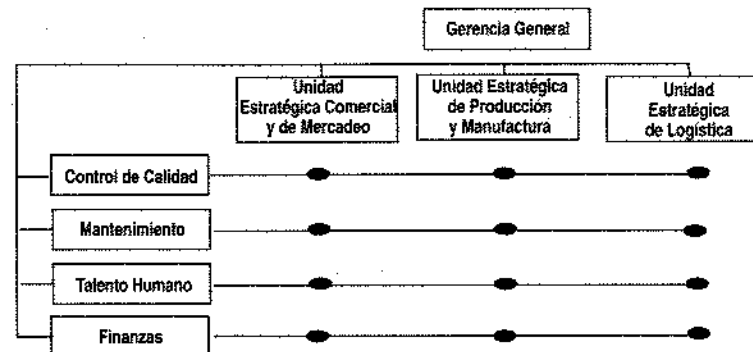 Gerencia General
Unidad
Estratégica Comercial
y de Mercadeo
Unidad Estratégica
de Producción
y Manufactura
Unidad
Estratégica
de Logística
Control de Calidad
Mantenimiento
Talento Humano
Finanzas